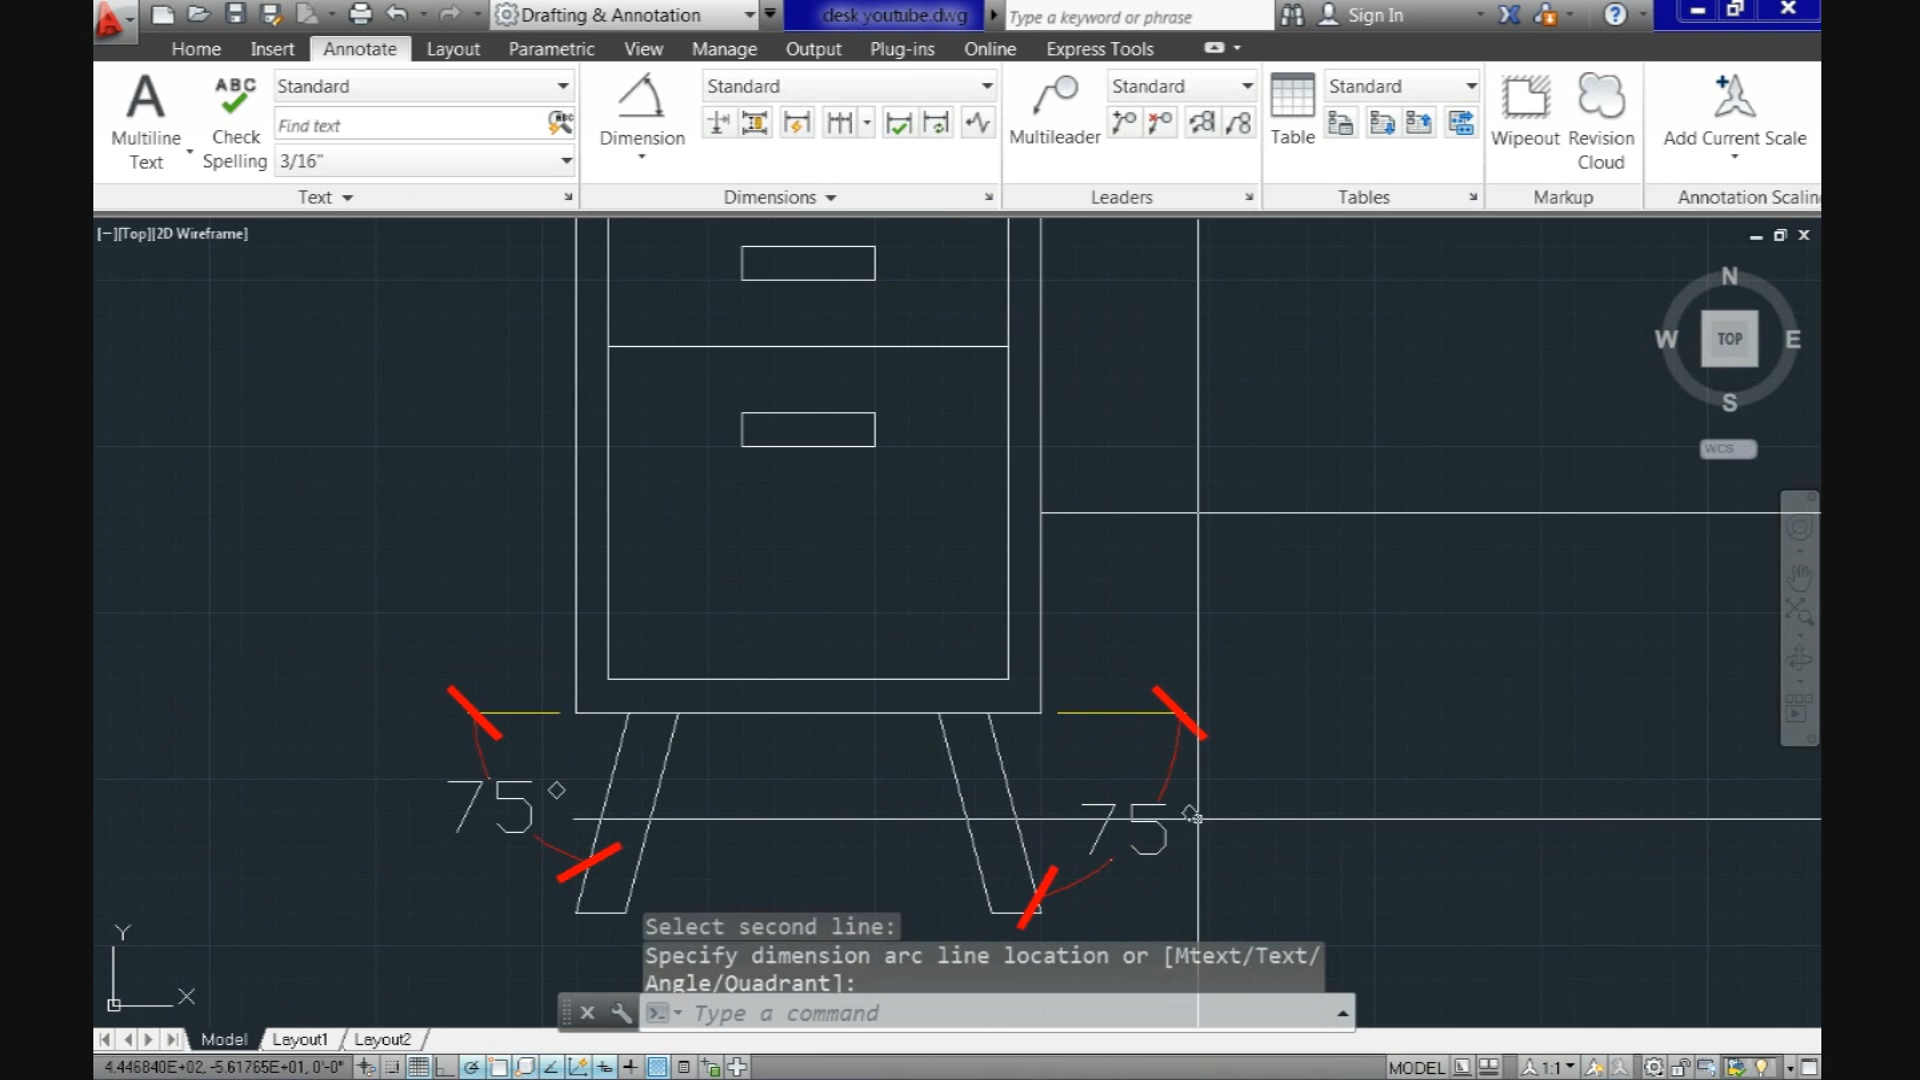 Drafting & Annotation
desk youtube.dwg
Type a keyword or phrase
Sign In
Home
Insert
Annotate
Layout
Parametric
View
Manage
Output
Plug-ins
Online
Express Tools
A
Multiline
Text
ABC
Check
Spelling
Standard
Find text
3/16"
Dimension
Standard
Multileader
Standard
Table
Standard
Wipeout
Revision
Cloud
Add Current Scale
Text
Dimensions
Leaders
Tables
Markup
Annotation Scalin
[−][Top][2D Wireframe]
N
W
TOP
E
S
WCS
75°
75°
Y
X
Select second line:
Specify dimension arc line location or [Mtext/Text/
Angle/Quadrant]:
Type a command
Model
Layout1
Layout2
4.446840E+02, -5.61765E+01, 0'-0"
MODEL
1:1